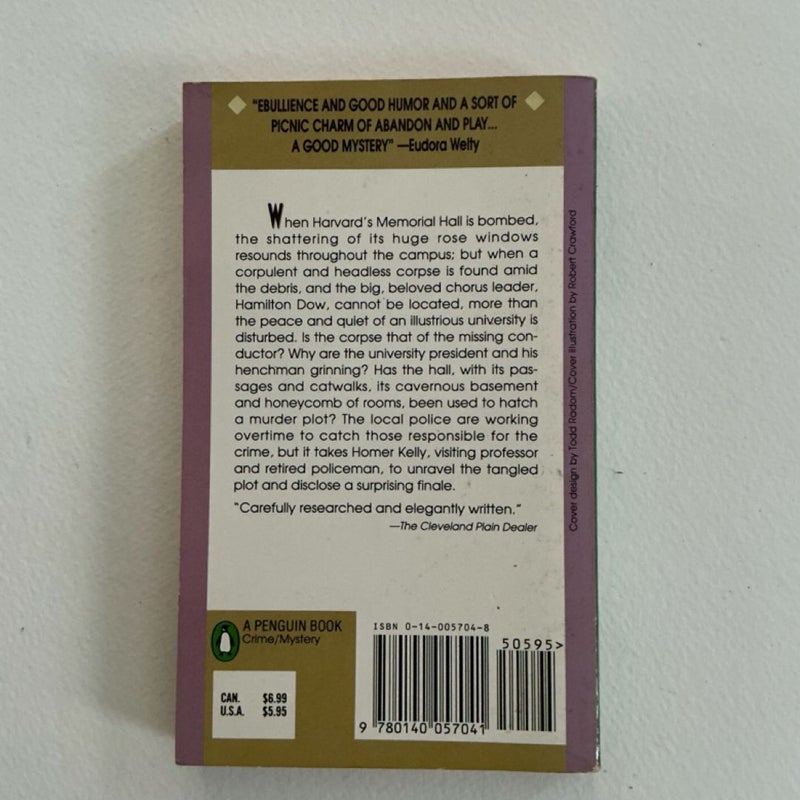 "EBULLIENCE AND GOOD HUMOR AND A SORT OF
PICNIC CHARM OF ABANDON AND PLAY...
A GOOD MYSTERY" —Eudora Welty
When Harvard's Memorial Hall is bombed,
the shattering of its huge rose windows
resounds throughout the campus; but when a
corpulent and headless corpse is found amid
the debris, and the big, beloved chorus leader,
Hamilton Dow, cannot be located, more than
the peace and quiet of an illustrious university is
disturbed. Is the corpse that of the missing con-
ductor? Why are the university president and his
henchman grinning? Has the hall, with its pas-
sages and catwalks, its cavernous basement
and honeycomb of rooms, been used to hatch
a murder plot? The local police are working
overtime to catch those responsible for the
crime, but it takes Homer Kelly, visiting professor
and retired policeman, to unravel the tangled
plot and disclose a surprising finale.
"Carefully researched and elegantly written."
—The Cleveland Plain Dealer
Cover design by Todd Radom/Cover illustration by Robert Crawford
A PENGUIN BOOK
Crime/Mystery
CAN. $6.99
U.S.A. $5.95
ISBN 0-14-005704-8
50595>
9 780140 057041